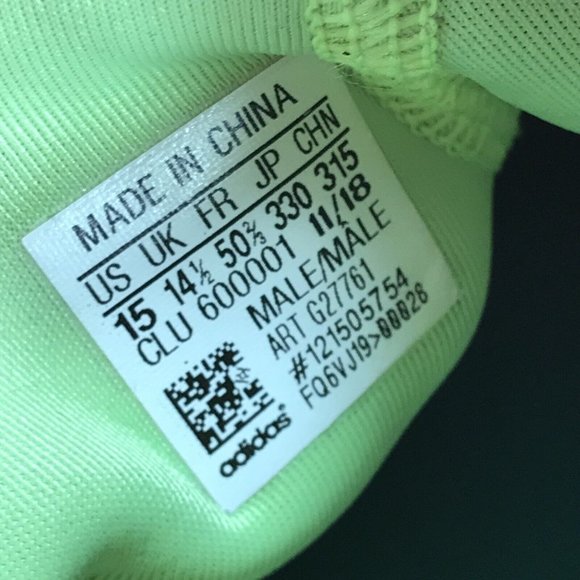 MADE IN CHINA
US UK FR JP CHN
15 14½ 50⅔ 330 315
CLU 600001 11/18
MALE/MÂLE
ART G27761
#121505754
FQ6VJ19>00026
adidas®